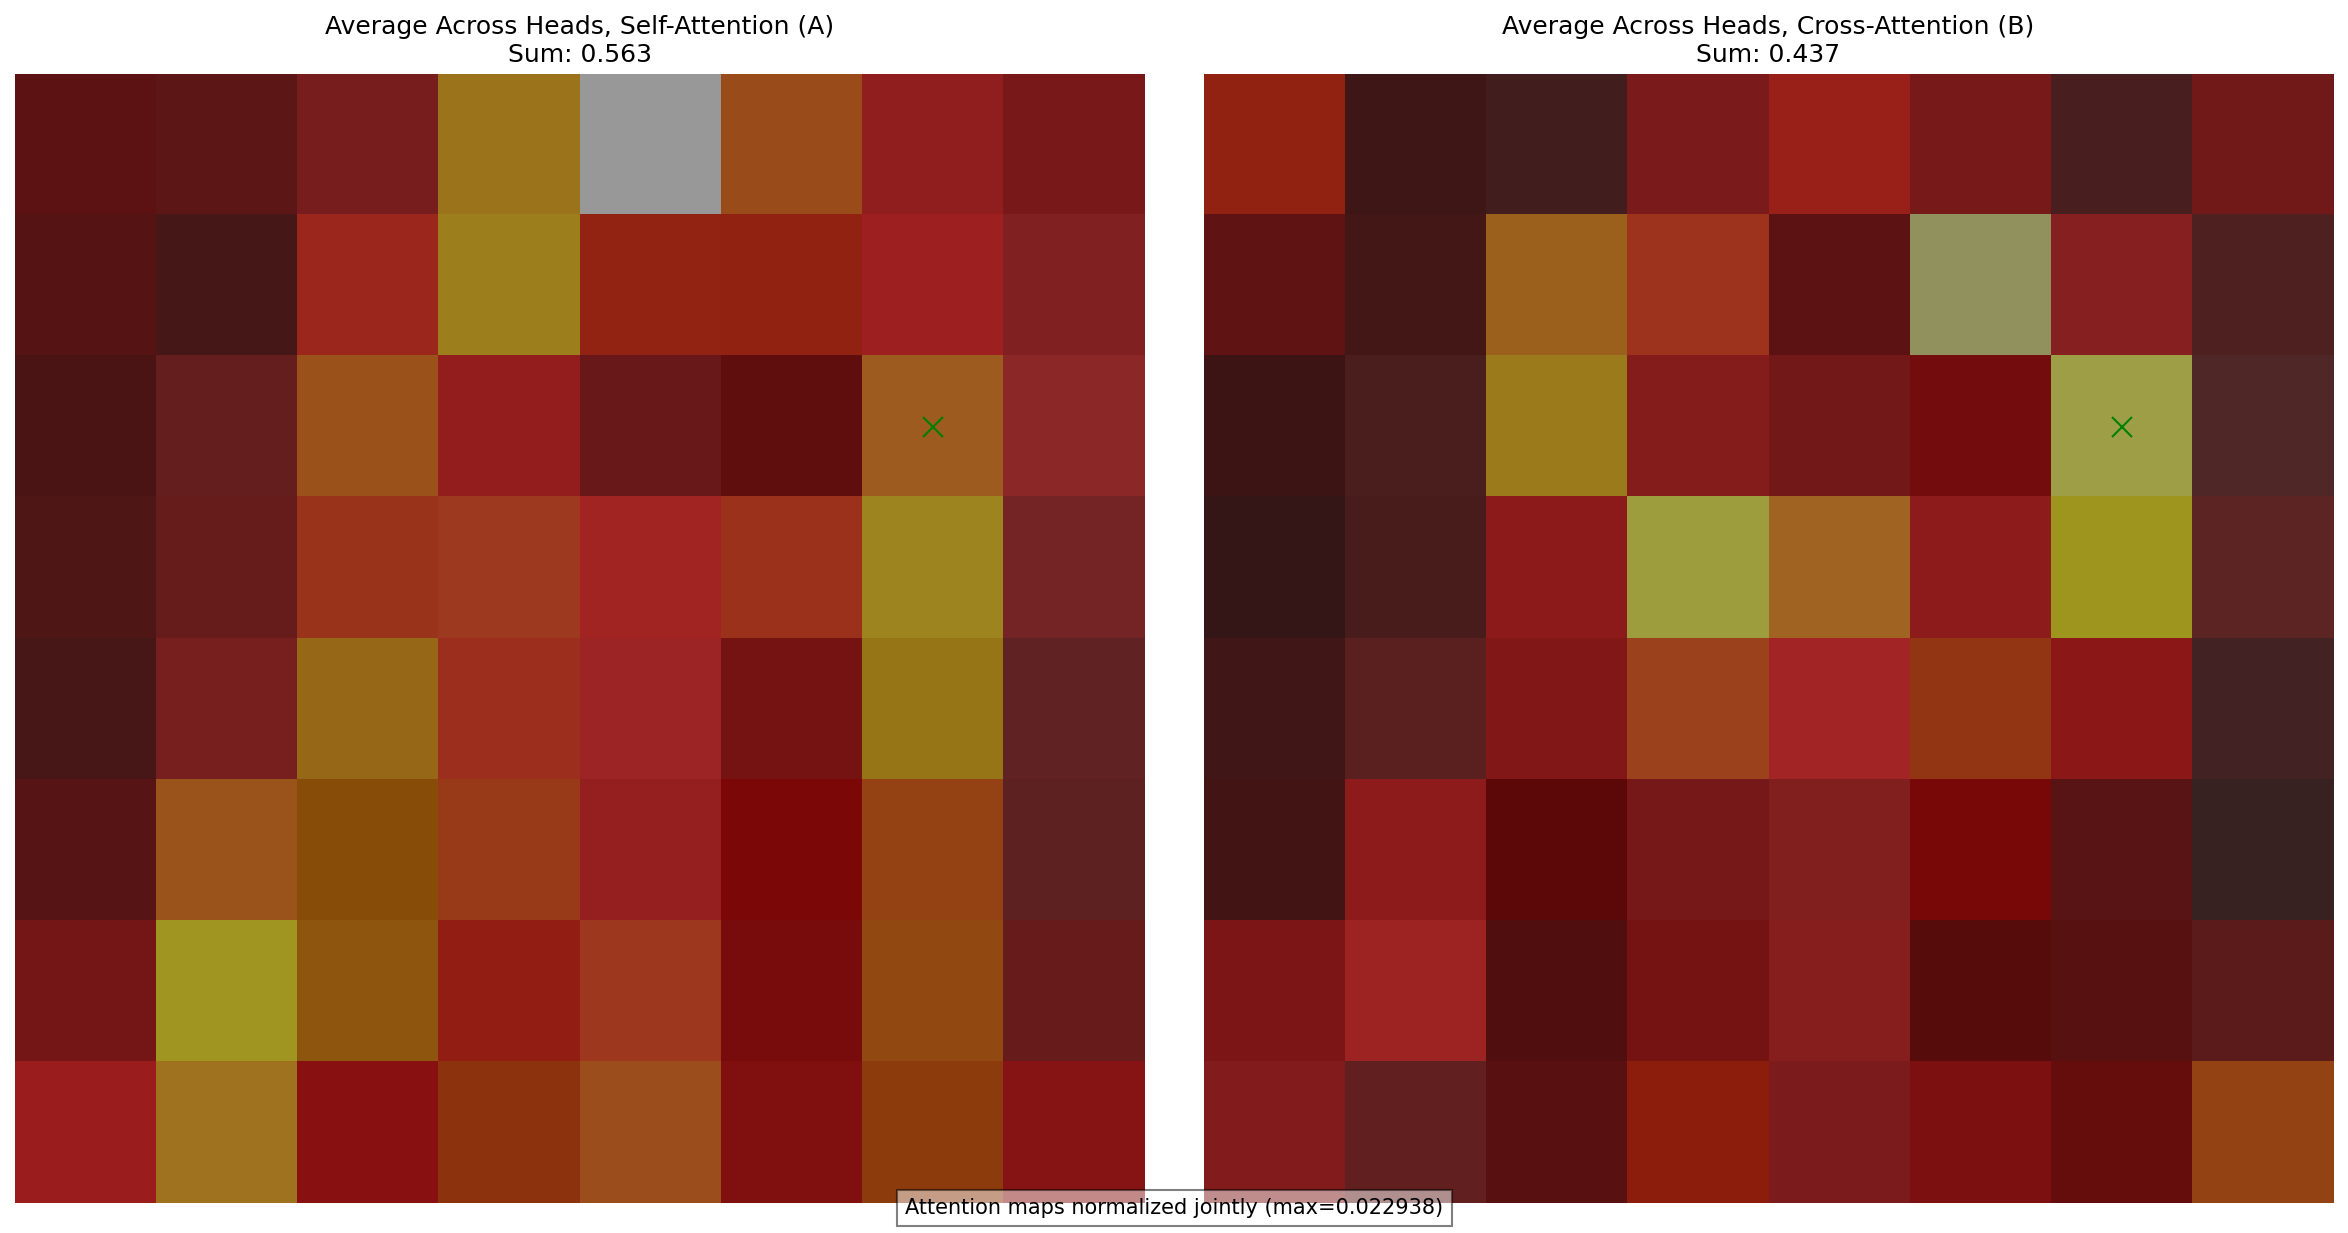 Average Across Heads, Self-Attention (A)
Sum: 0.563
Average Across Heads, Cross-Attention (B)
Sum: 0.437
Attention maps normalized jointly (max=0.022938)